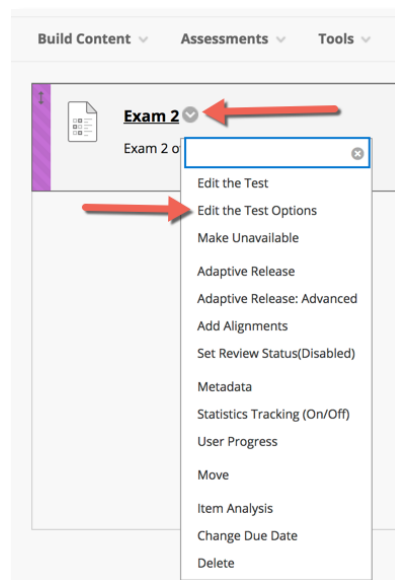 Build Content Assessments Tools
Exam 2
Exam 2 o
Edit the Test
Edit the Test Options
Make Unavailable
Adaptive Release
Adaptive Release: Advanced
Add Alignments
Set Review Status(Disabled)
Metadata
Statistics Tracking (On/Off)
User Progress
Move
Item Analysis
Change Due Date
Delete